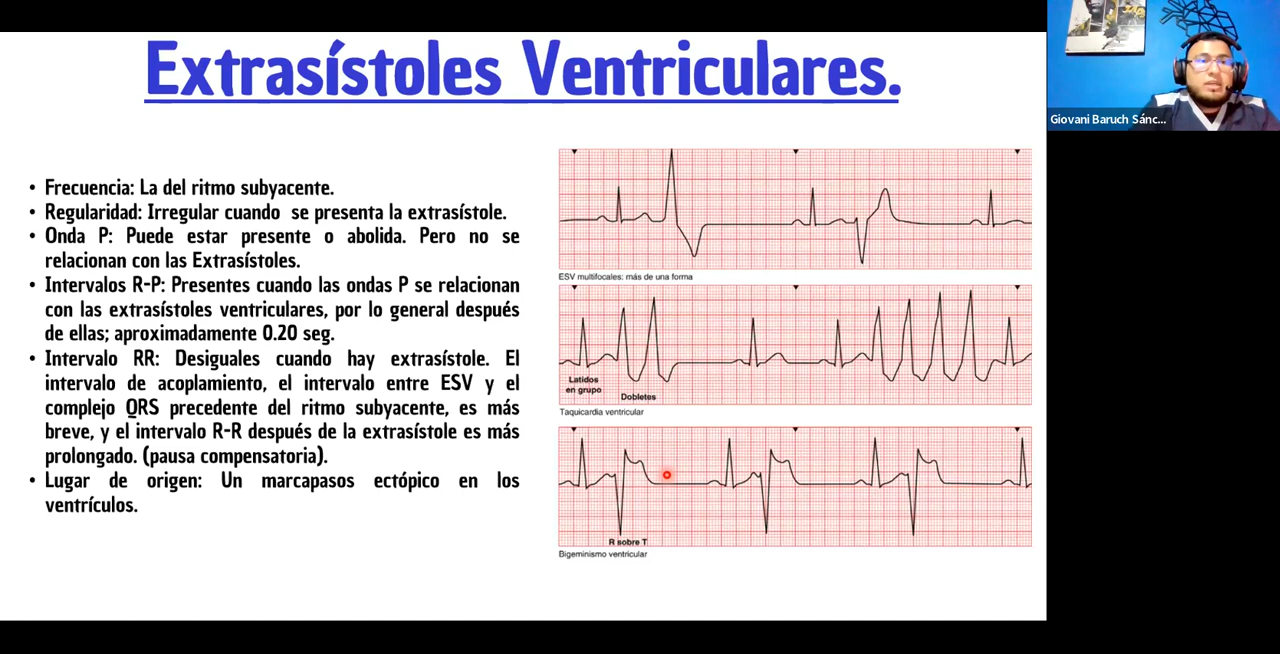 Extrasístoles Ventriculares.
• Frecuencia: La del ritmo subyacente.
• Regularidad: Irregular cuando se presenta la extrasístole.
• Onda P: Puede estar presente o abolida. Pero no se
relacionan con las Extrasístoles.
• Intervalos R-P: Presentes cuando las ondas P se relacionan
con las extrasístoles ventriculares, por lo general después
de ellas; aproximadamente 0.20 seg.
• Intervalo RR: Desiguales cuando hay extrasístole. El
intervalo de acoplamiento, el intervalo entre ESV y el
complejo QRS precedente del ritmo subyacente, es más
breve, y el intervalo R-R después de la extrasístole es más
prolongado. (pausa compensatoria).
• Lugar de origen: Un marcapasos ectópico en los
ventrículos.
ESV multifocales: más de una forma
Latidos
en grupo
Dobletes
Taquicardia ventricular
R sobre T
Bigeminismo ventricular
Giovani Baruch Sánc...